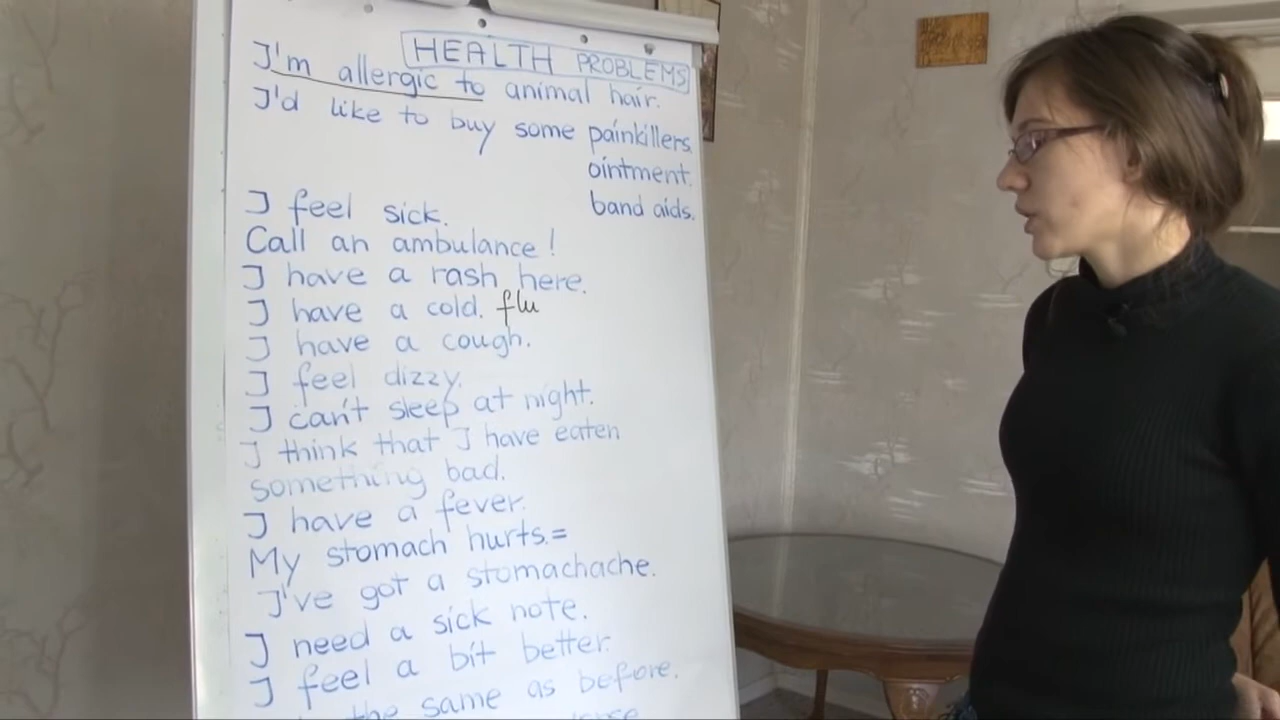 HEALTH PROBLEMS
I'm allergic to animal hair.
I'd like to buy some painkillers.
ointment.
band aids.
I feel sick.
Call an ambulance!
I have a rash here.
I have a cold. flu
I have a cough.
I feel dizzy.
I can't sleep at night.
I think that I have eaten
something bad.
I have a fever.
My stomach hurts.=
I've got a stomachache.
I need a sick note.
I feel a bit better.
the same as before.